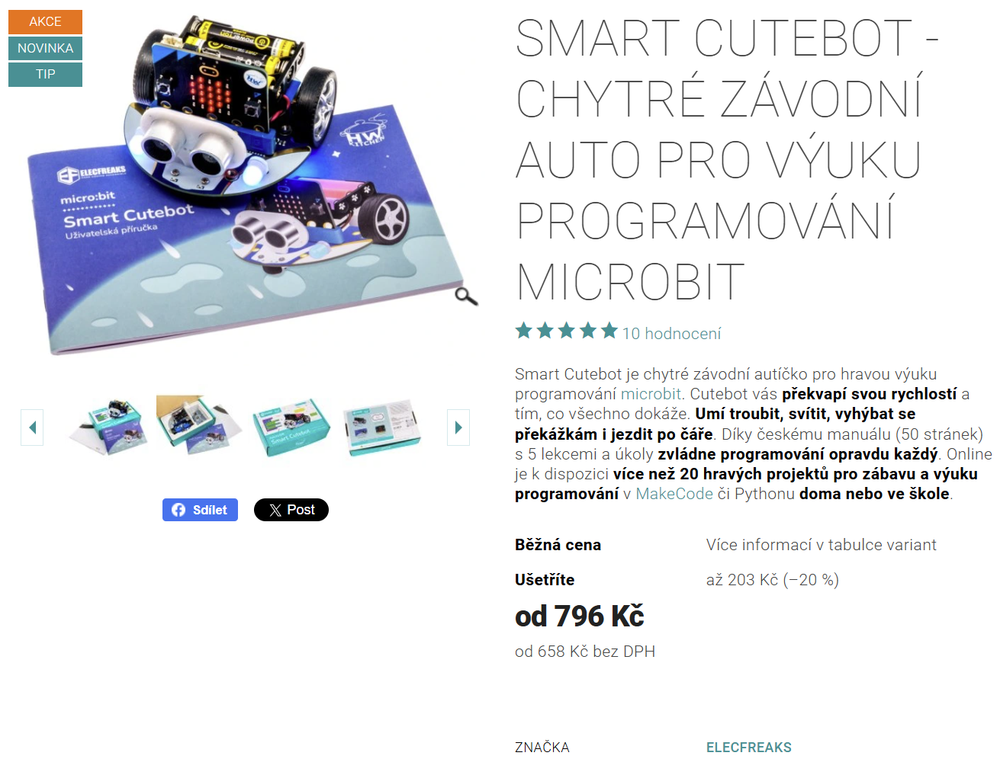 AKCE
NOVINKA
TIP
HW
KITCHEN
ELECFREAKS
micro:bit
Smart Cutebot
Uživatelská příručka
Smart Cutebot
Sdílet
Post
SMART CUTEBOT -
CHYTRÉ ZÁVODNÍ
AUTO PRO VÝUKU
PROGRAMOVÁNÍ
MICROBIT
10 hodnocení
Smart Cutebot je chytré závodní autíčko pro hravou výuku
programování microbit. Cutebot vás překvapí svou rychlostí a
tím, co všechno dokáže. Umí troubit, svítit, vyhýbat se
překážkám i jezdit po čáře. Díky českému manuálu (50 stránek)
s 5 lekcemi a úkoly zvládne programování opravdu každý. Online
je k dispozici více než 20 hravých projektů pro zábavu a výuku
programování v MakeCode či Pythonu doma nebo ve škole.
Běžná cena Více informací v tabulce variant
Ušetříte až 203 Kč (–20 %)
od 796 Kč
od 658 Kč bez DPH
ZNAČKA ELECFREAKS